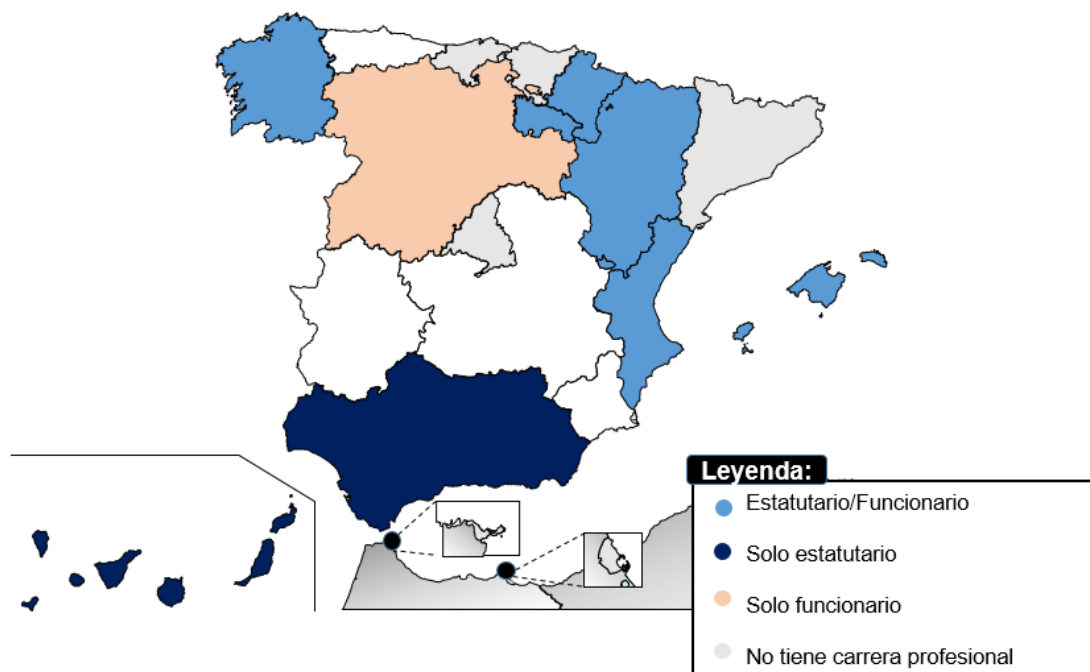 Leyenda:
Estatutario/Funcionario
Solo estatutario
Solo funcionario
No tiene carrera profesional